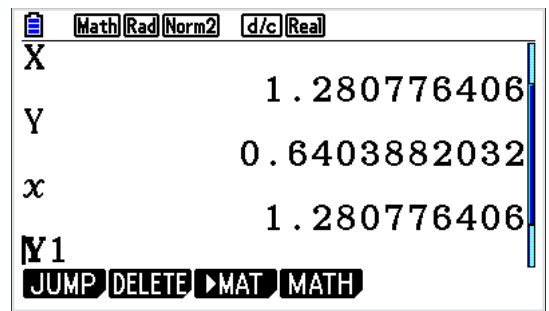 Math Rad Norm2 d/c Real
X
1.280776406
Y
0.6403882032
x
1.280776406
Y1
JUMP DELETE ▶MAT MATH